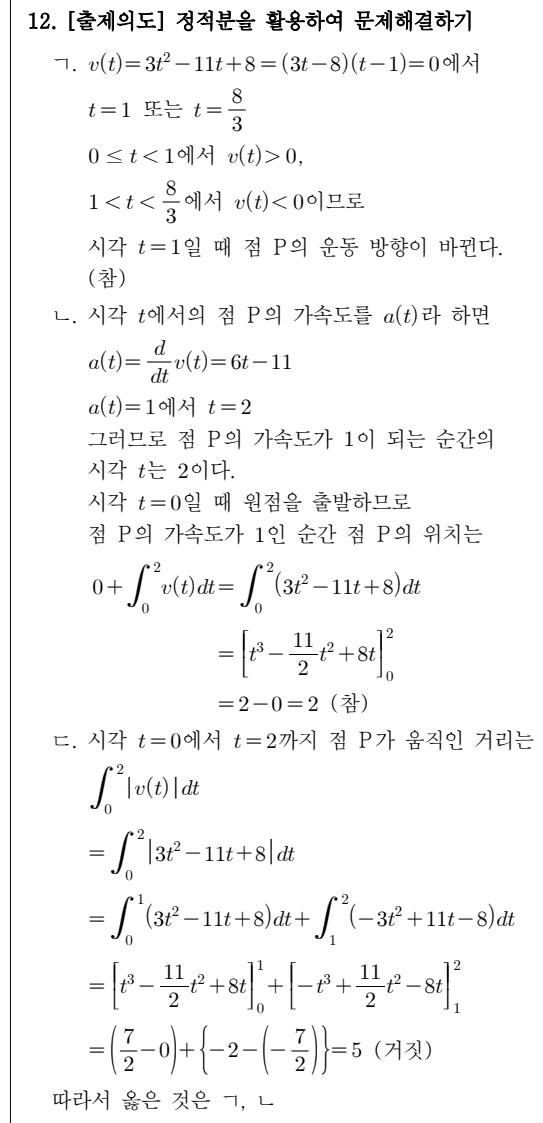 12. [출제의도] 정적분을 활용하여 문제해결하기
ㄱ. v(t)=3t²−11t+8=(3t−8)(t−1)=0에서
t=1 또는 t=8/3
0≤t<1에서 v(t)>0,
1<t<8/3에서 v(t)<0이므로
시각 t=1일 때 점 P의 운동 방향이 바뀐다.
(참)
ㄴ. 시각 t에서의 점 P의 가속도를 a(t)라 하면
a(t)=d/dt v(t)=6t−11
a(t)=1에서 t=2
그러므로 점 P의 가속도가 1이 되는 순간의
시각 t는 2이다.
시각 t=0일 때 원점을 출발하므로
점 P의 가속도가 1인 순간 점 P의 위치는
0+∫₀² v(t)dt=∫₀² (3t²−11t+8)dt
=[t³−11/2 t²+8t]₀²
=2−0=2 (참)
ㄷ. 시각 t=0에서 t=2까지 점 P가 움직인 거리는
∫₀² |v(t)|dt
=∫₀² |3t²−11t+8|dt
=∫₀¹ (3t²−11t+8)dt+∫₁² (−3t²+11t−8)dt
=[t³−11/2 t²+8t]₀¹+[−t³+11/2 t²−8t]₁²
=(7/2−0)+{−2−(−7/2)}=5 (거짓)
따라서 옳은 것은 ㄱ, ㄴ